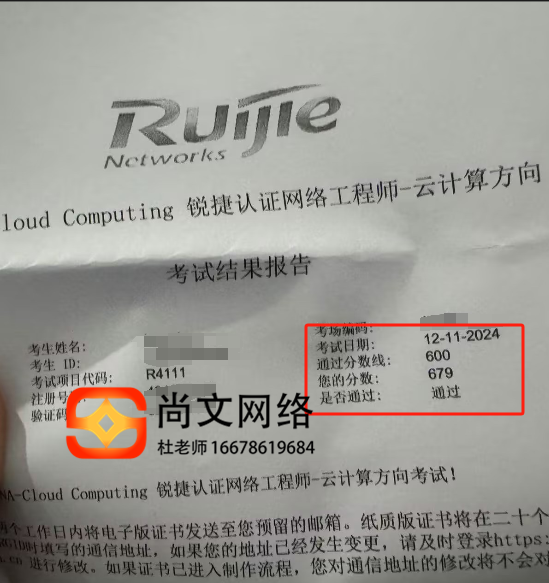 Ruijie
Networks
loud Computing 锐捷认证网络工程师-云计算方向
考试结果报告
考生姓名:
考生 ID:
考试项目代码: R4111
注册号
验证码
考场编码:
考试日期: 12-11-2024
通过分数线: 600
您的分数: 679
是否通过: 通过
尚文网络
杜老师 16678619684
NA-Cloud Computing 锐捷认证网络工程师-云计算方向考试!
个工作日内将电子版证书发送至您预留的邮箱。纸质版证书将在二十个
时填写的通信地址，如果您的地址已经发生变更，请及时登录https:
进行修改。如果证书已进入制作流程，您对通信地址的修改将不会对